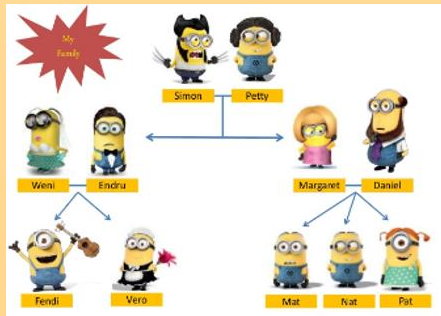 My
Family
Simon
Petty
Weni
Endru
Margaret
Daniel
Fendi
Vero
Mat
Nat
Pat